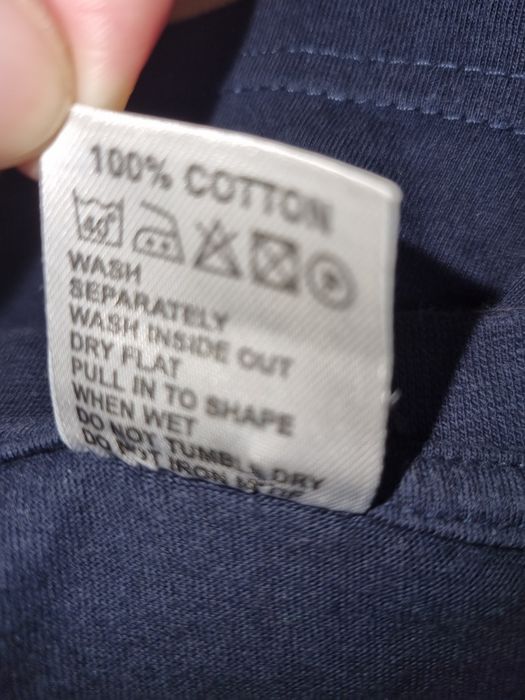 100% COTTON
40
WASH
SEPARATELY
WASH INSIDE OUT
DRY FLAT
PULL IN TO SHAPE
WHEN WET
DO NOT TUMBLE DRY
DO NOT IRON